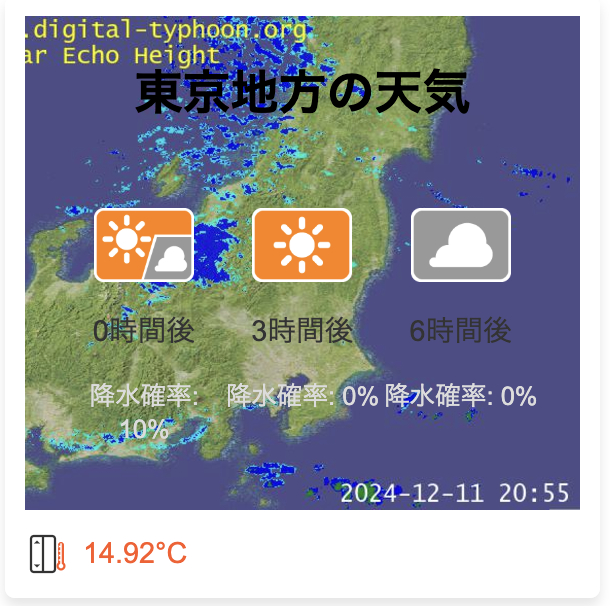 .digital-typhoon.org
ar Echo Height
東京地方の天気
0時間後 3時間後 6時間後
降水確率: 降水確率: 0% 降水確率: 0%
10%
2024-12-11 20:55
14.92°C